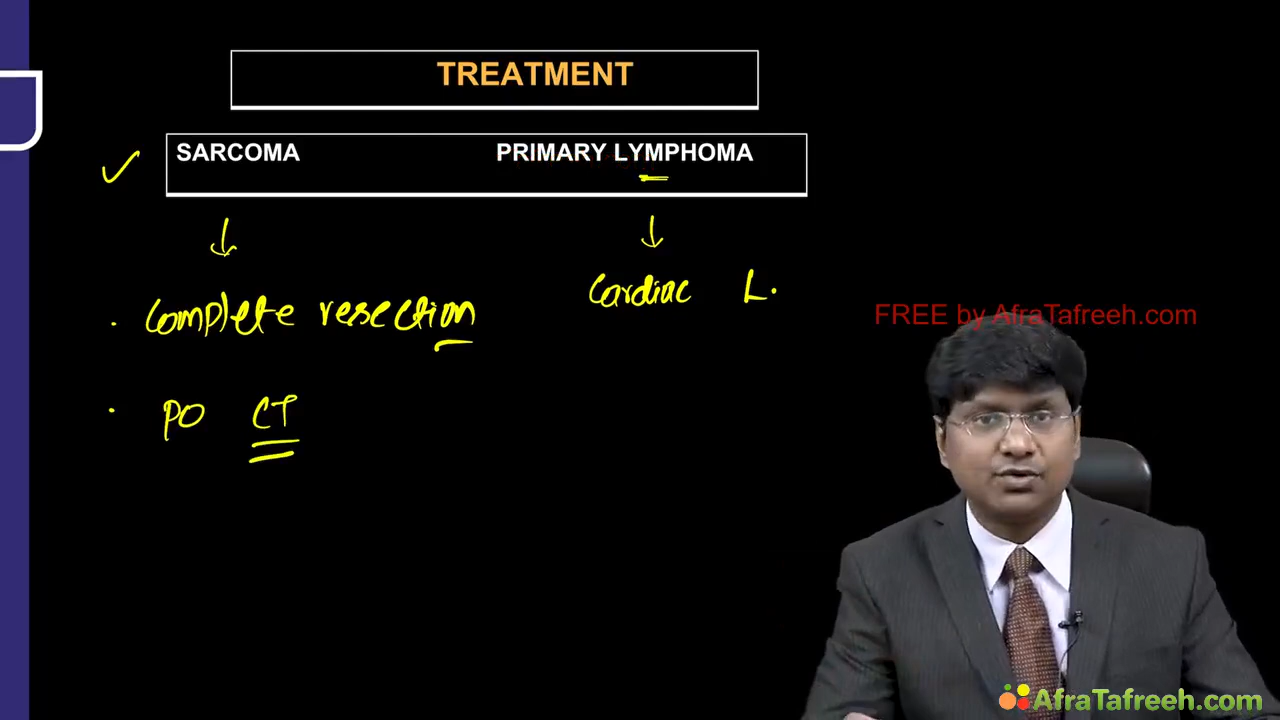 TREATMENT
SARCOMA PRIMARY LYMPHOMA
Cardiac L.
FREE by AfraTafreeh.com
· Complete resection
· PO CT
AfraTafreeh.com